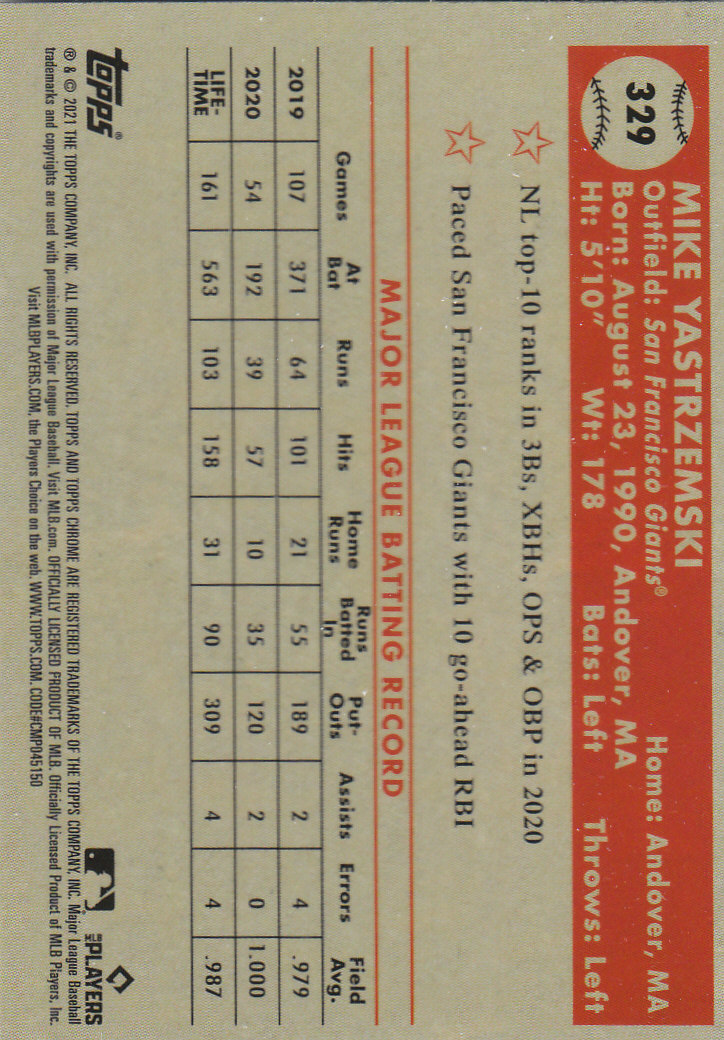 329
MIKE YASTRZEMSKI
Outfield: San Francisco Giants® Home: Andover, MA
Born: August 23, 1990, Andover, MA
Ht: 5'10" Wt: 178 Bats: Left Throws: Left
NL top-10 ranks in 3Bs, XBHs, OPS & OBP in 2020
Paced San Francisco Giants with 10 go-ahead RBI
MAJOR LEAGUE BATTING RECORD
Games At Bat Runs Hits Home Runs Runs Batted In Put-Outs Assists Errors Field Avg.
2019 107 371 64 101 21 55 189 2 4 .979
2020 54 192 39 57 10 35 120 2 0 1.000
LIFE-TIME 161 563 103 158 31 90 309 4 4 .987
topps®
MLB PLAYERS
® & © 2021 THE TOPPS COMPANY, INC. ALL RIGHTS RESERVED. TOPPS AND TOPPS CHROME ARE REGISTERED TRADEMARKS OF THE TOPPS COMPANY, INC. Major League Baseball
trademarks and copyrights are used with permission of Major League Baseball. Visit MLB.com. OFFICIALLY LICENSED PRODUCT OF MLB. Officially Licensed Product of MLB Players, Inc.
Visit MLBPLAYERS.COM, the Players Choice on the web. WWW.TOPPS.COM. CODE#CMP045150